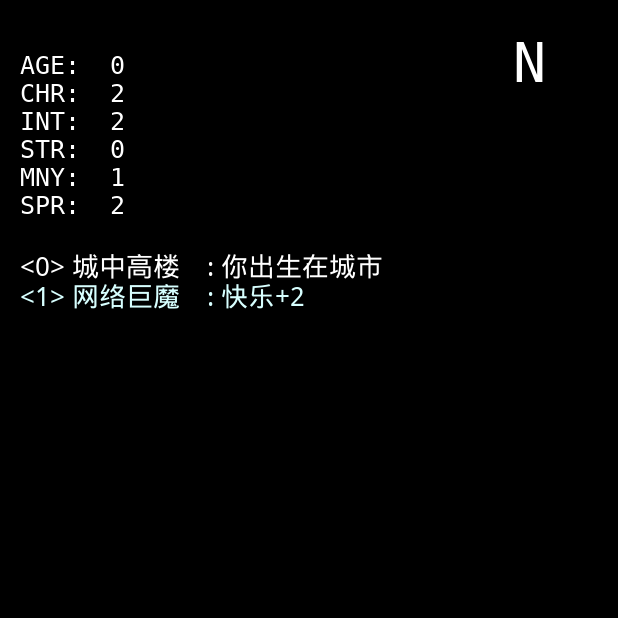 N
AGE: 0
CHR: 2
INT: 2
STR: 0
MNY: 1
SPR: 2
<0> 城中高楼 : 你出生在城市
<1> 网络巨魔 : 快乐+2